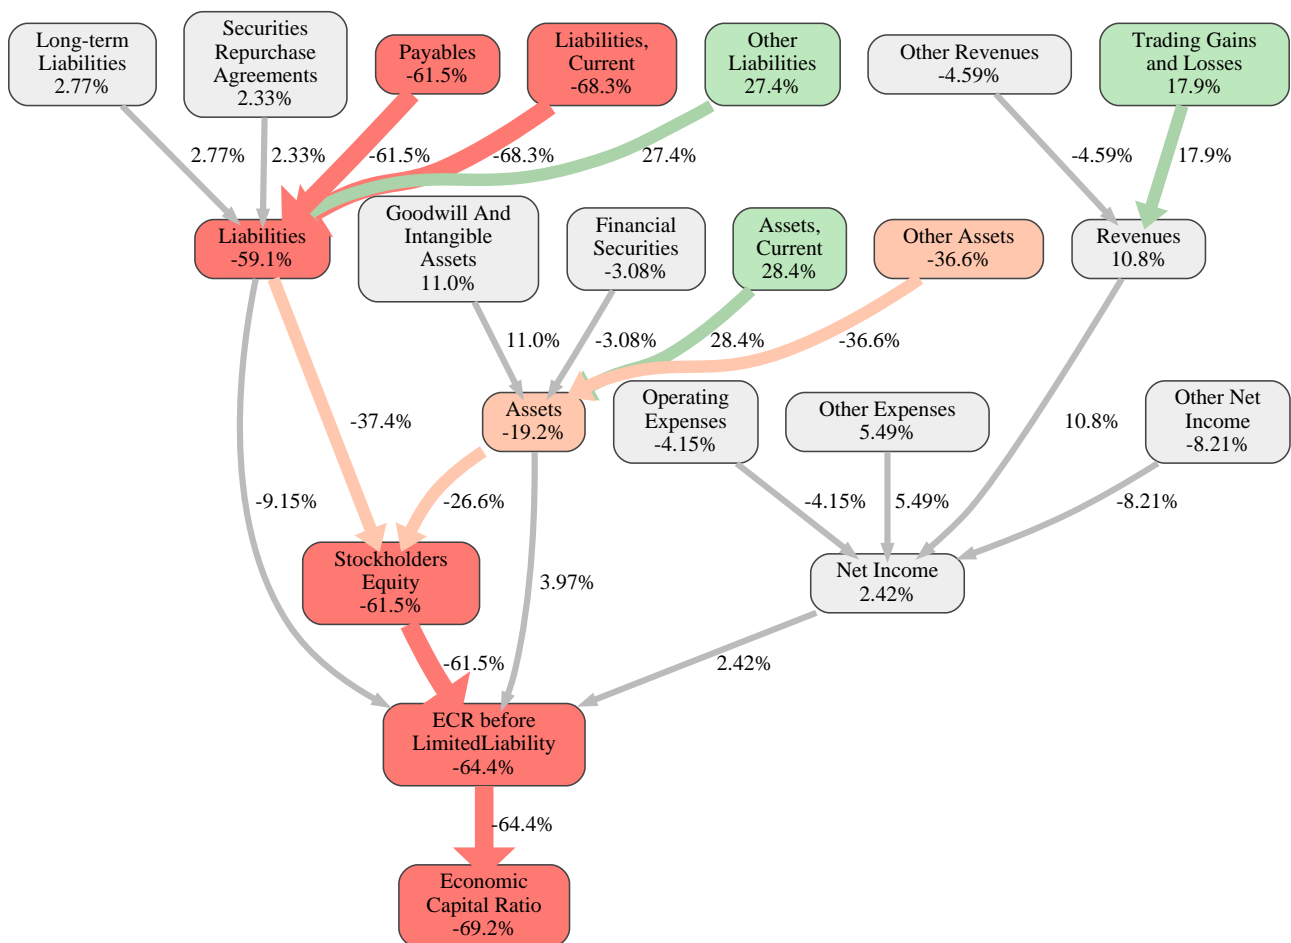 Long-term
Liabilities
2.77%
Securities
Repurchase
Agreements
2.33%
Payables
-61.5%
Liabilities,
Current
-68.3%
Other
Liabilities
27.4%
Other Revenues
-4.59%
Trading Gains
and Losses
17.9%
2.77%
2.33%
-61.5%
-68.3%
27.4%
-4.59%
17.9%
Liabilities
-59.1%
Goodwill And
Intangible
Assets
11.0%
Financial
Securities
-3.08%
Assets,
Current
28.4%
Other Assets
-36.6%
Revenues
10.8%
11.0%
-3.08%
28.4%
-36.6%
-37.4%
Assets
-19.2%
Operating
Expenses
-4.15%
Other Expenses
5.49%
10.8%
Other Net
Income
-8.21%
-9.15%
-26.6%
-4.15%
5.49%
-8.21%
Stockholders
Equity
-61.5%
3.97%
Net Income
2.42%
-61.5%
2.42%
ECR before
LimitedLiability
-64.4%
-64.4%
Economic
Capital Ratio
-69.2%